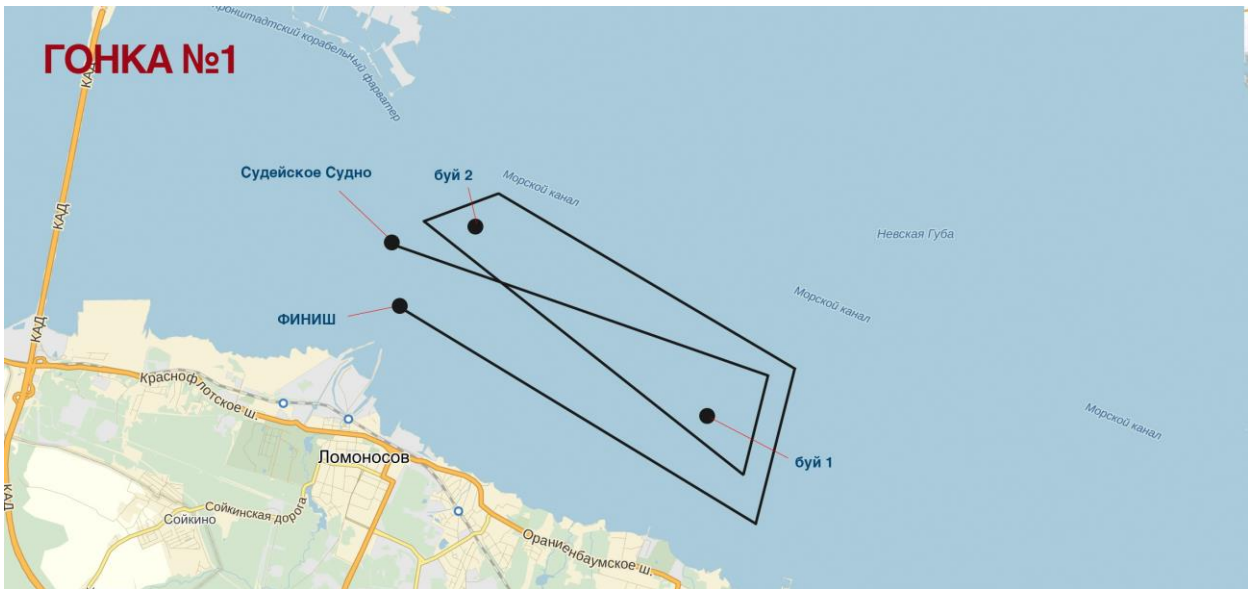 Кронштадтский корабельный фарватер
ГОНКА №1
КАД
Судейское Судно
буй 2
Морской канал
КАД
Невская Губа
Морской канал
ФИНИШ
КАД
Краснофлотское ш.
Морской канал
Ломоносов
буй 1
КАД
Сойкинская дорога
Сойкино
Ораниенбаумское ш.